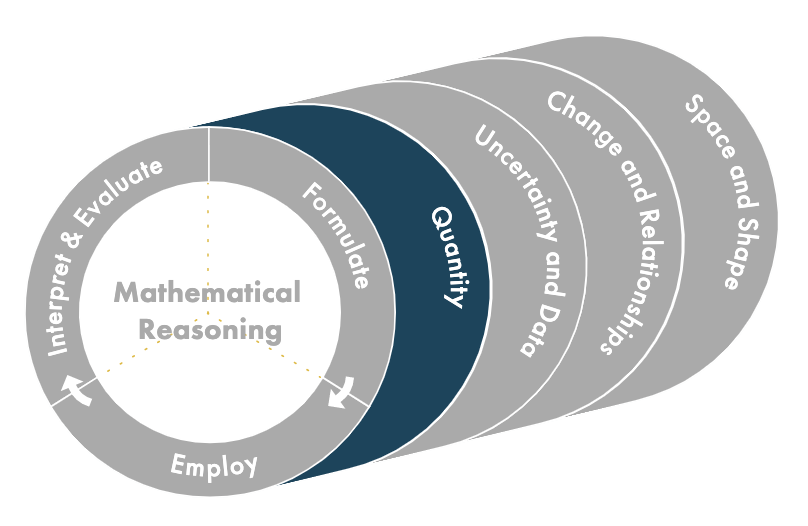 Mathematical
Reasoning
Interpret & Evaluate
Formulate
Employ
Quantity
Uncertainty and Data
Change and Relationships
Space and Shape